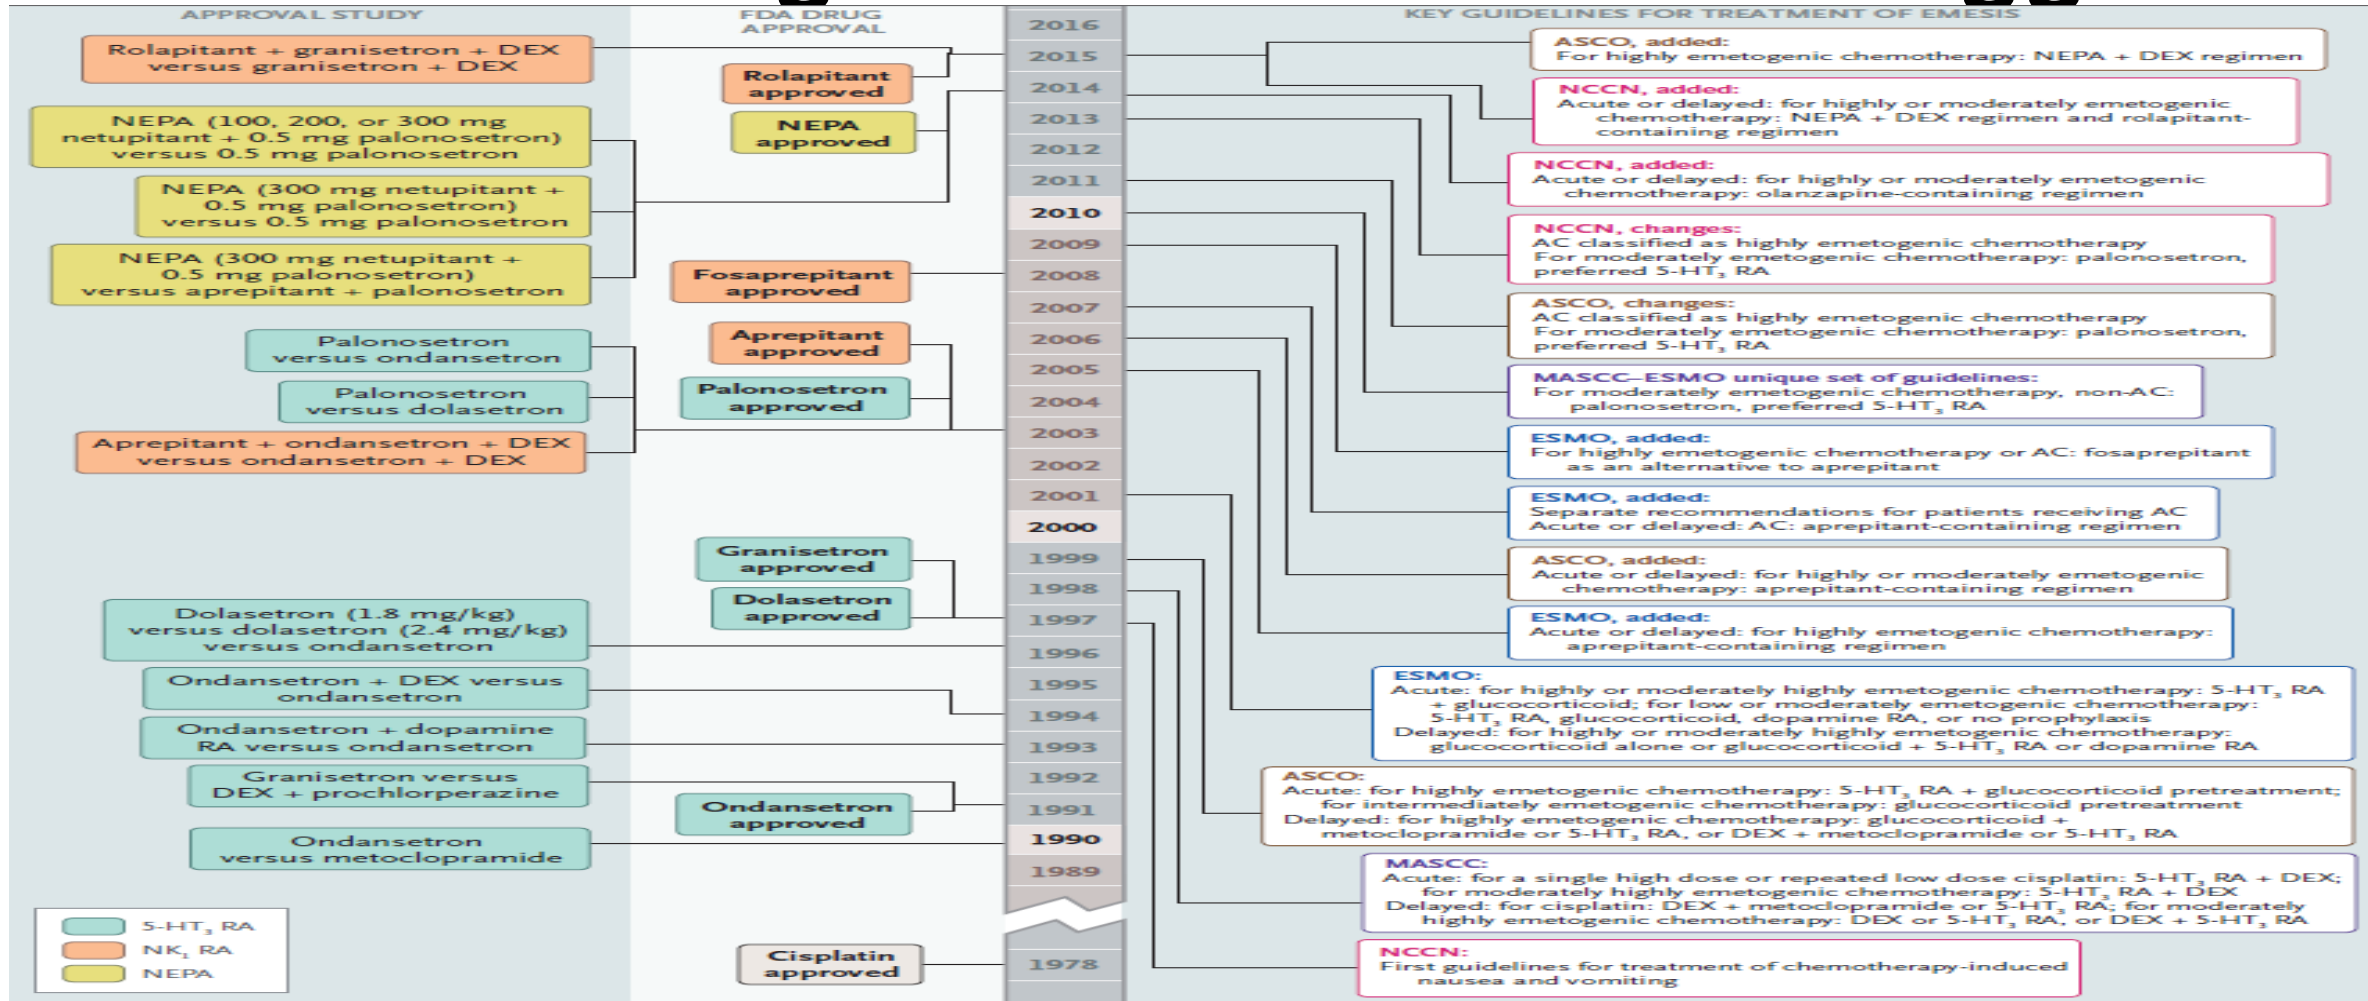 APPROVAL STUDY
FDA DRUG
APPROVAL
KEY GUIDELINES FOR TREATMENT OF EMESIS
Rolapitant + granisetron + DEX
versus granisetron + DEX
NEPA (100, 200, or 300 mg
netupitant + 0.5 mg palonosetron)
versus 0.5 mg palonosetron
NEPA (300 mg netupitant +
0.5 mg palonosetron)
versus 0.5 mg palonosetron
NEPA (300 mg netupitant +
0.5 mg palonosetron)
versus aprepitant + palonosetron
Palonosetron
versus ondansetron
Palonosetron
versus dolasetron
Aprepitant + ondansetron + DEX
versus ondansetron + DEX
Dolasetron (1.8 mg/kg)
versus dolasetron (2.4 mg/kg)
versus ondansetron
Ondansetron + DEX versus
ondansetron
Ondansetron + dopamine
RA versus ondansetron
Granisetron versus
DEX + prochlorperazine
Ondansetron
versus metoclopramide
5-HT₃ RA
NK₁ RA
NEPA
Rolapitant
approved
NEPA
approved
Fosaprepitant
approved
Aprepitant
approved
Palonosetron
approved
Granisetron
approved
Dolasetron
approved
Ondansetron
approved
Cisplatin
approved
2016
2015
2014
2013
2012
2011
2010
2009
2008
2007
2006
2005
2004
2003
2002
2001
2000
1999
1998
1997
1996
1995
1994
1993
1992
1991
1990
1989
1978
ASCO, added:
For highly emetogenic chemotherapy: NEPA + DEX regimen
NCCN, added:
Acute or delayed: for highly or moderately emetogenic
chemotherapy: NEPA + DEX regimen and rolapitant-
containing regimen
NCCN, added:
Acute or delayed: for highly or moderately emetogenic
chemotherapy: olanzapine-containing regimen
NCCN, changes:
AC classified as highly emetogenic chemotherapy
For moderately emetogenic chemotherapy: palonosetron,
preferred 5-HT₃ RA
ASCO, changes:
AC classified as highly emetogenic chemotherapy
For moderately emetogenic chemotherapy: palonosetron,
preferred 5-HT₃ RA
MASCC–ESMO unique set of guidelines:
For moderately emetogenic chemotherapy, non-AC:
palonosetron, preferred 5-HT₃ RA
ESMO, added:
For highly emetogenic chemotherapy or AC: fosaprepitant
as an alternative to aprepitant
ESMO, added:
Separate recommendations for patients receiving AC
Acute or delayed: AC: aprepitant-containing regimen
ASCO, added:
Acute or delayed: for highly or moderately emetogenic
chemotherapy: aprepitant-containing regimen
ESMO, added:
Acute or delayed: for highly emetogenic chemotherapy:
aprepitant-containing regimen
ESMO:
Acute: for highly or moderately highly emetogenic chemotherapy: 5-HT₃ RA
+ glucocorticoid; for low or moderately emetogenic chemotherapy:
5-HT₃ RA, glucocorticoid, dopamine RA, or no prophylaxis
Delayed: for highly or moderately highly emetogenic chemotherapy:
glucocorticoid alone or glucocorticoid + 5-HT₃ RA or dopamine RA
ASCO:
Acute: for highly emetogenic chemotherapy: 5-HT₃ RA + glucocorticoid pretreatment;
for intermediately emetogenic chemotherapy: glucocorticoid pretreatment
Delayed: for highly emetogenic chemotherapy: glucocorticoid +
metoclopramide or 5-HT₃ RA, or DEX + metoclopramide or 5-HT₃ RA
MASCC:
Acute: for a single high dose or repeated low dose cisplatin: 5-HT₃ RA + DEX;
for moderately highly emetogenic chemotherapy: 5-HT₃ RA + DEX
Delayed: for cisplatin: DEX + metoclopramide or 5-HT₃ RA; for moderately
highly emetogenic chemotherapy: DEX or 5-HT₃ RA, or DEX + 5-HT₃ RA
NCCN:
First guidelines for treatment of chemotherapy-induced
nausea and vomiting